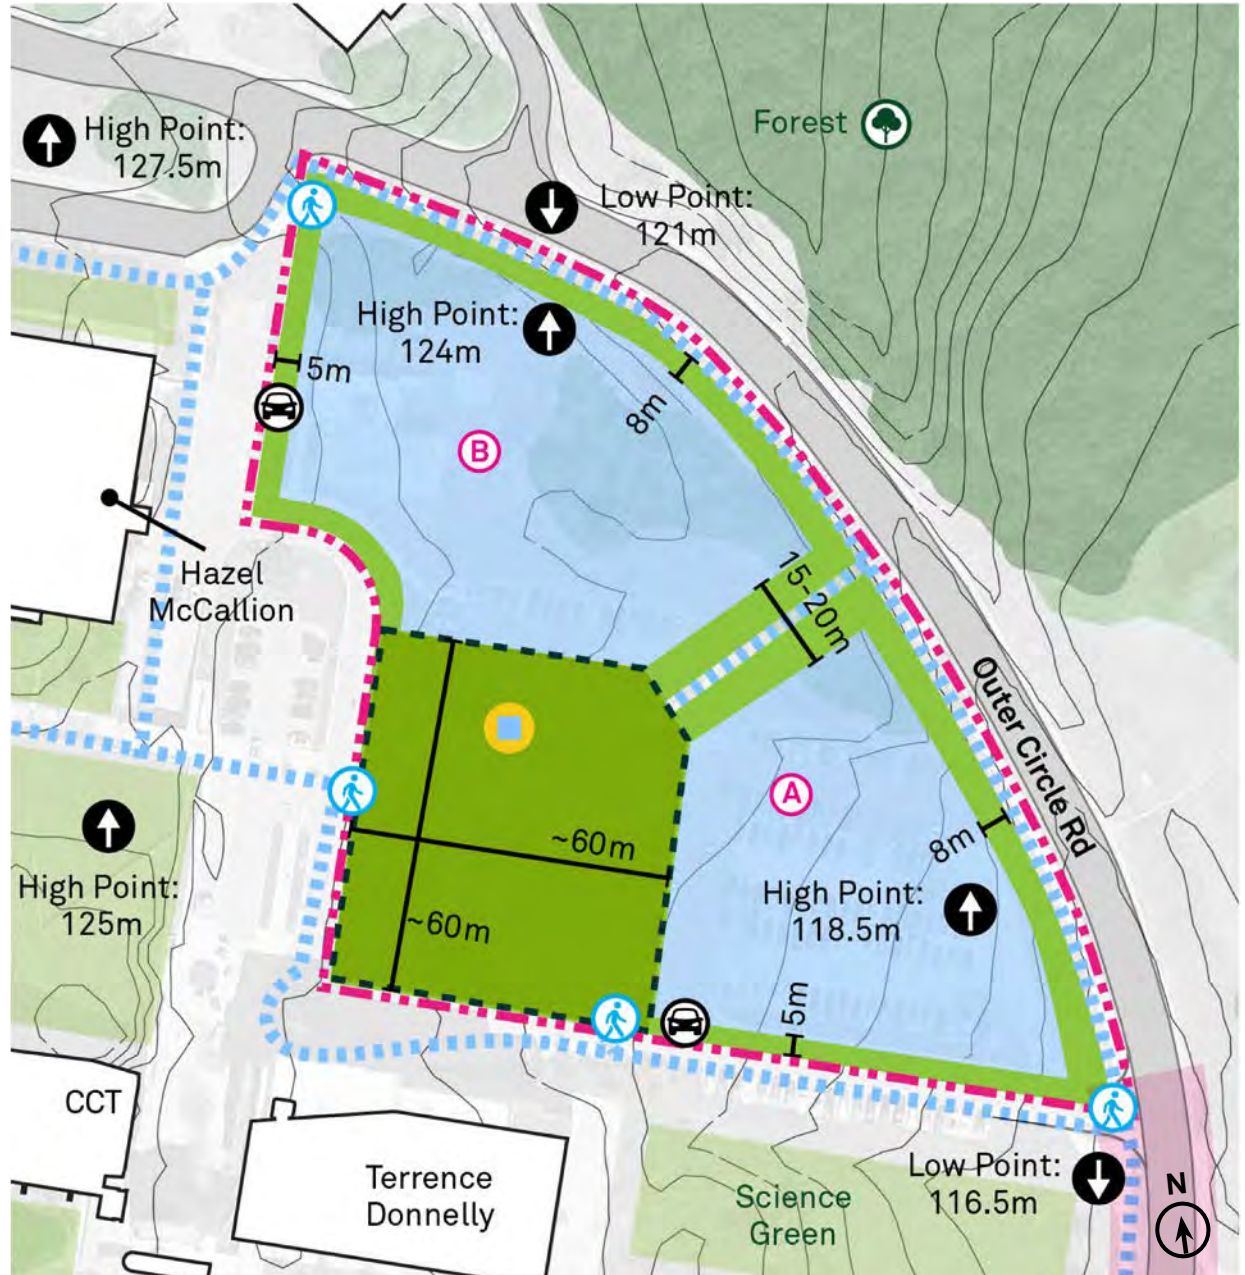 Forest
High Point:
127.5m
Low Point:
121m
High Point:
124m
5m
8m
B
15-20m
Hazel
McCallion
Outer Circle Rd
A
~60m
8m
High Point:
125m
High Point:
118.5m
~60m
5m
CCT
Terrence
Donnelly
Science
Green
Low Point:
116.5m
N